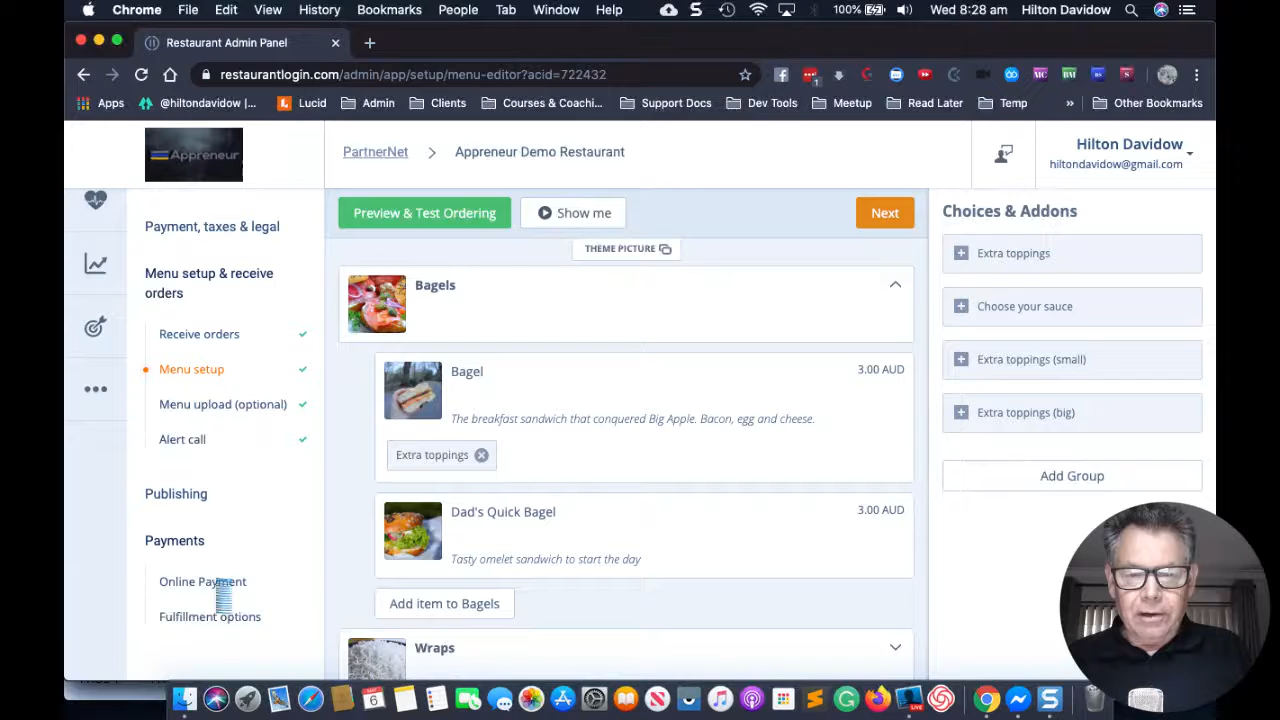 Chrome File Edit View History Bookmarks People Tab Window Help 100% Wed 8:28 am Hilton Davidow
Restaurant Admin Panel
restaurantlogin.com/admin/app/setup/menu-editor?acid=722432
Apps @hiltondavidow |... Lucid Admin Clients Courses & Coachi... Support Docs Dev Tools Meetup Read Later Temp » Other Bookmarks
Appreneur
PartnerNet > Appreneur Demo Restaurant
Hilton Davidow
hiltondavidow@gmail.com
Payment, taxes & legal
Menu setup & receive
orders
Receive orders
Menu setup
Menu upload (optional)
Alert call
Publishing
Payments
Online Payment
Fulfillment options
Preview & Test Ordering
Show me
Next
THEME PICTURE
Bagels
Bagel 3.00 AUD
The breakfast sandwich that conquered Big Apple. Bacon, egg and cheese.
Extra toppings
Dad's Quick Bagel 3.00 AUD
Tasty omelet sandwich to start the day
Add item to Bagels
Wraps
Choices & Addons
Extra toppings
Choose your sauce
Extra toppings (small)
Extra toppings (big)
Add Group